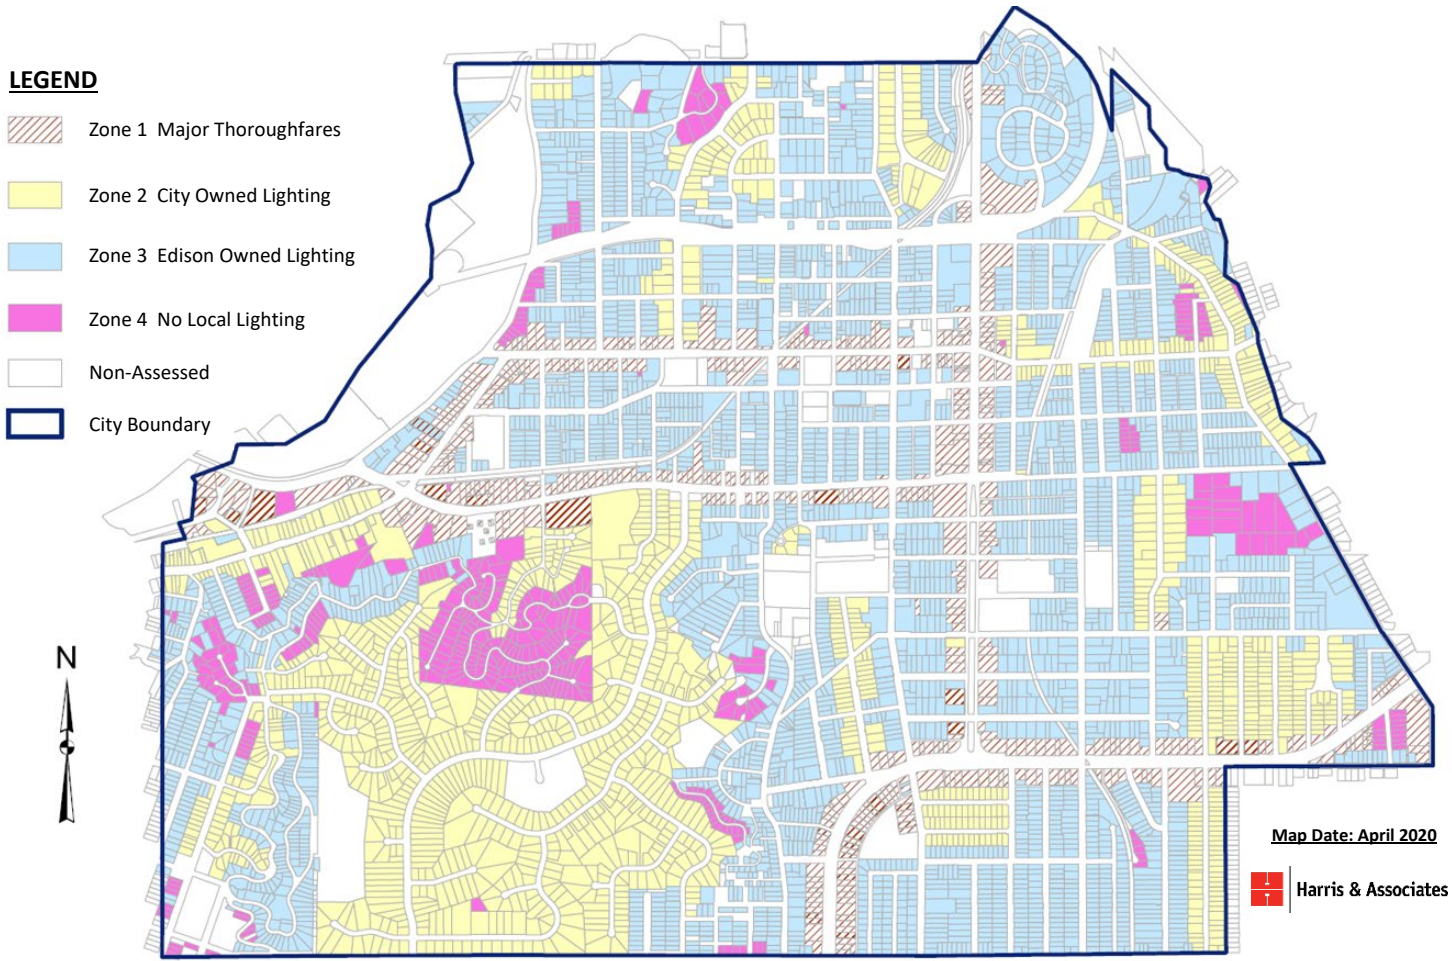 LEGEND
Zone 1 Major Thoroughfares
Zone 2 City Owned Lighting
Zone 3 Edison Owned Lighting
Zone 4 No Local Lighting
Non-Assessed
City Boundary
N
Map Date: April 2020
Harris & Associates